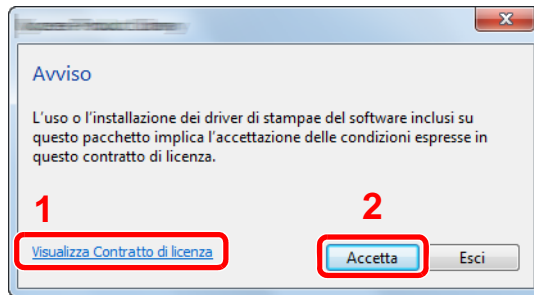 Avviso
L'uso o l'installazione dei driver di stampae del software inclusi su
questo pacchetto implica l'accettazione delle condizioni espresse in
questo contratto di licenza.
1
2
Visualizza Contratto di licenza
Accetta
Esci